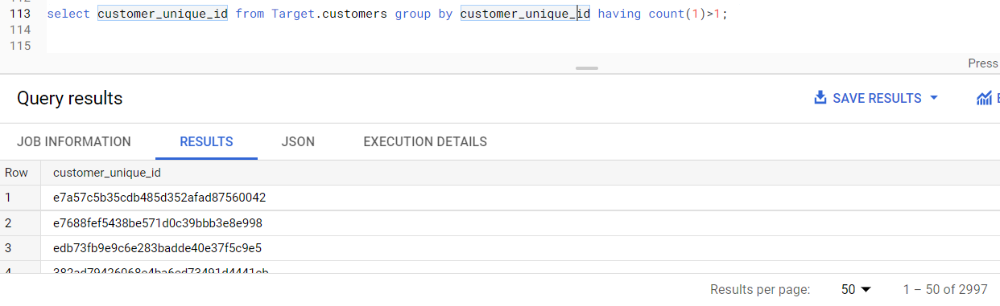 113 select customer_unique_id from Target.customers group by customer_unique_id having count(1)>1;
114
115
Press
Query results
SAVE RESULTS
JOB INFORMATION RESULTS JSON EXECUTION DETAILS
Row customer_unique_id
1 e7a57c5b35cdb485d352afad87560042
2 e7688fef5438be571d0c39bbb3e8e998
3 edb73fb9e9c6e283badde40e37f5c9e5
Results per page: 50 1 – 50 of 2997